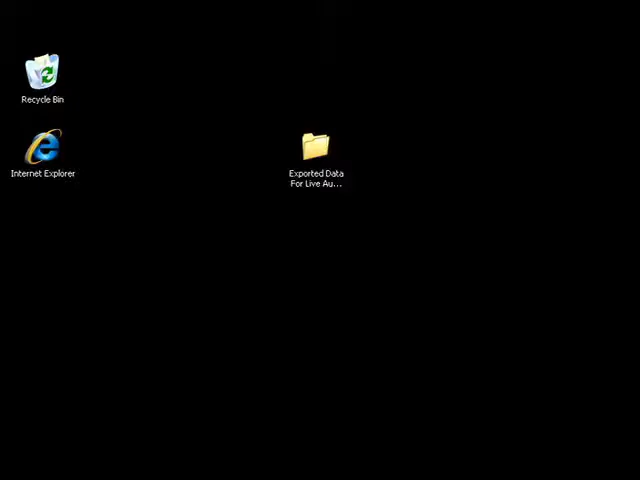 Recycle Bin
Internet Explorer
Exported Data
For Live Au...